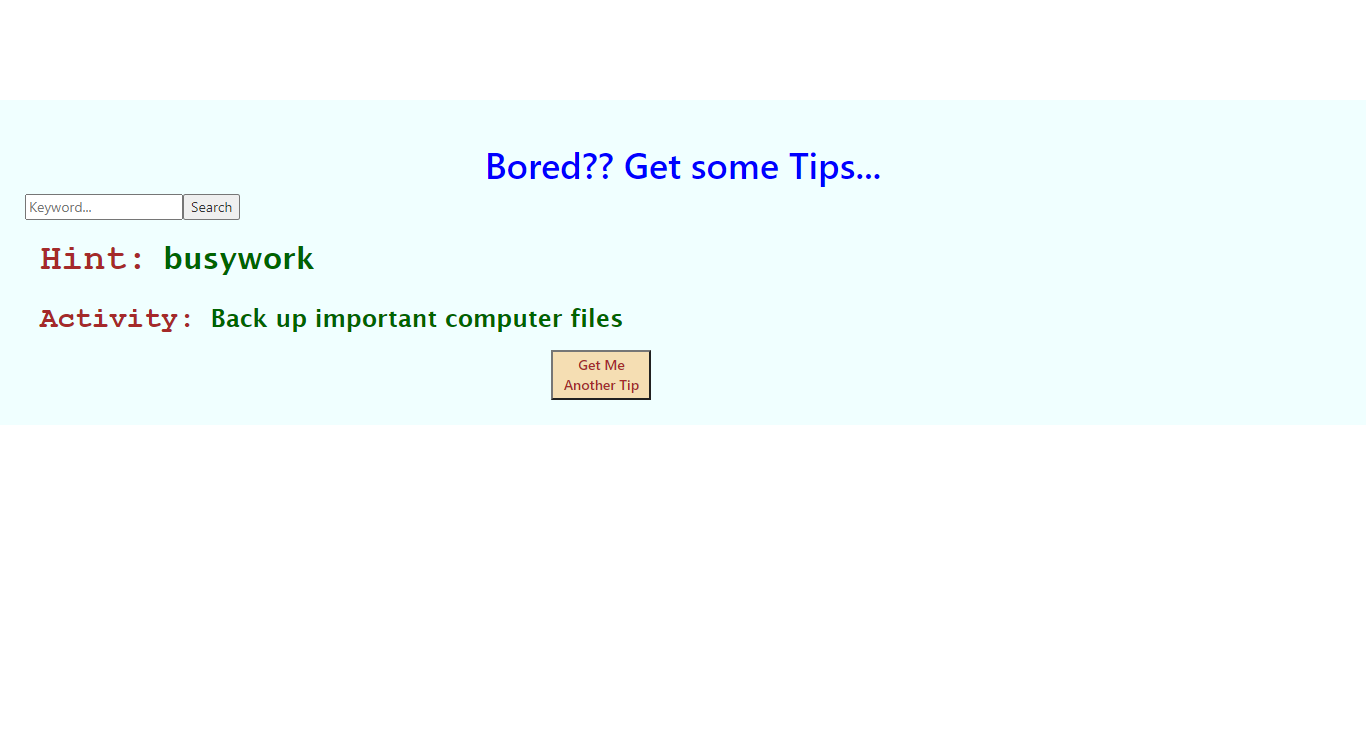 Bored?? Get some Tips...
Keyword... Search
Hint: busywork
Activity: Back up important computer files
Get Me
Another Tip